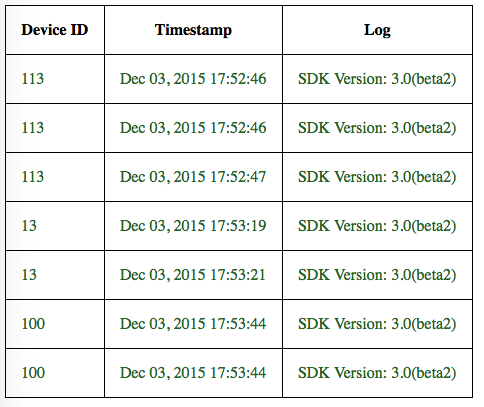 Device ID Timestamp Log
113 Dec 03, 2015 17:52:46 SDK Version: 3.0(beta2)
113 Dec 03, 2015 17:52:46 SDK Version: 3.0(beta2)
113 Dec 03, 2015 17:52:47 SDK Version: 3.0(beta2)
13 Dec 03, 2015 17:53:19 SDK Version: 3.0(beta2)
13 Dec 03, 2015 17:53:21 SDK Version: 3.0(beta2)
100 Dec 03, 2015 17:53:44 SDK Version: 3.0(beta2)
100 Dec 03, 2015 17:53:44 SDK Version: 3.0(beta2)